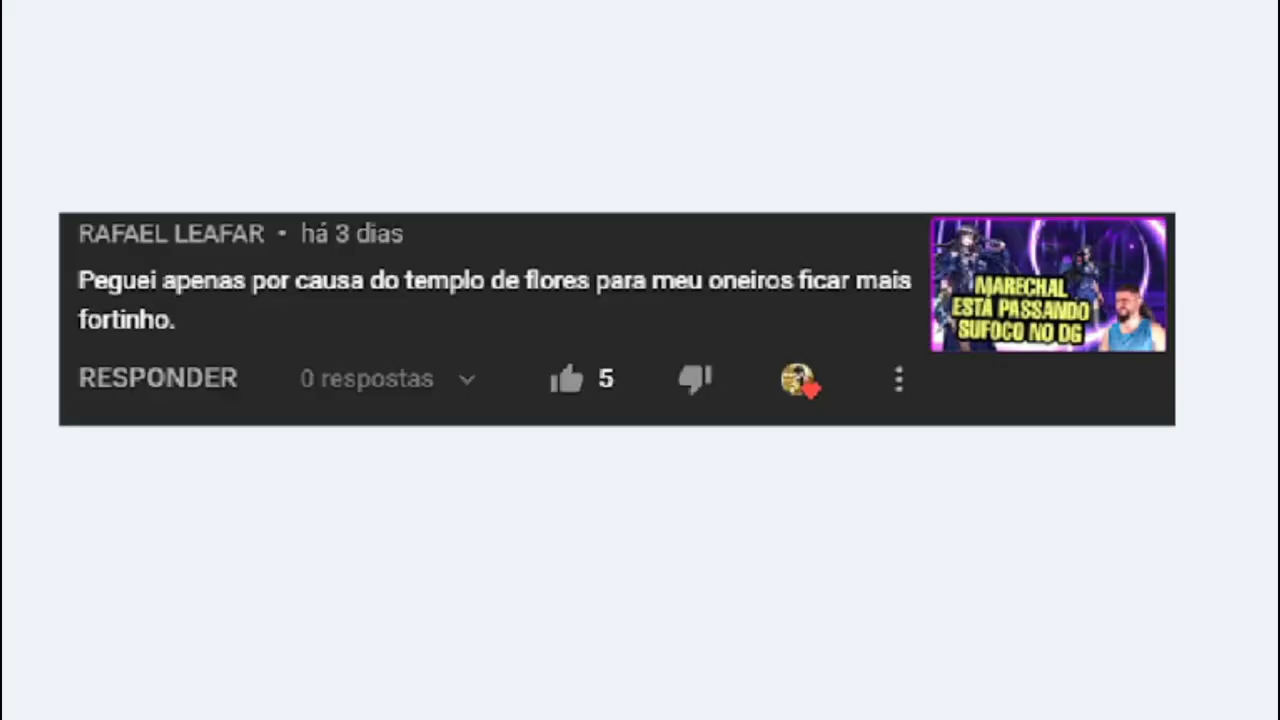 RAFAEL LEAFAR • há 3 dias
Peguei apenas por causa do templo de flores para meu oneiros ficar mais
fortinho.
RESPONDER 0 respostas 5
MARECHAL
ESTÁ PASSANDO
SUFOCO NO DG